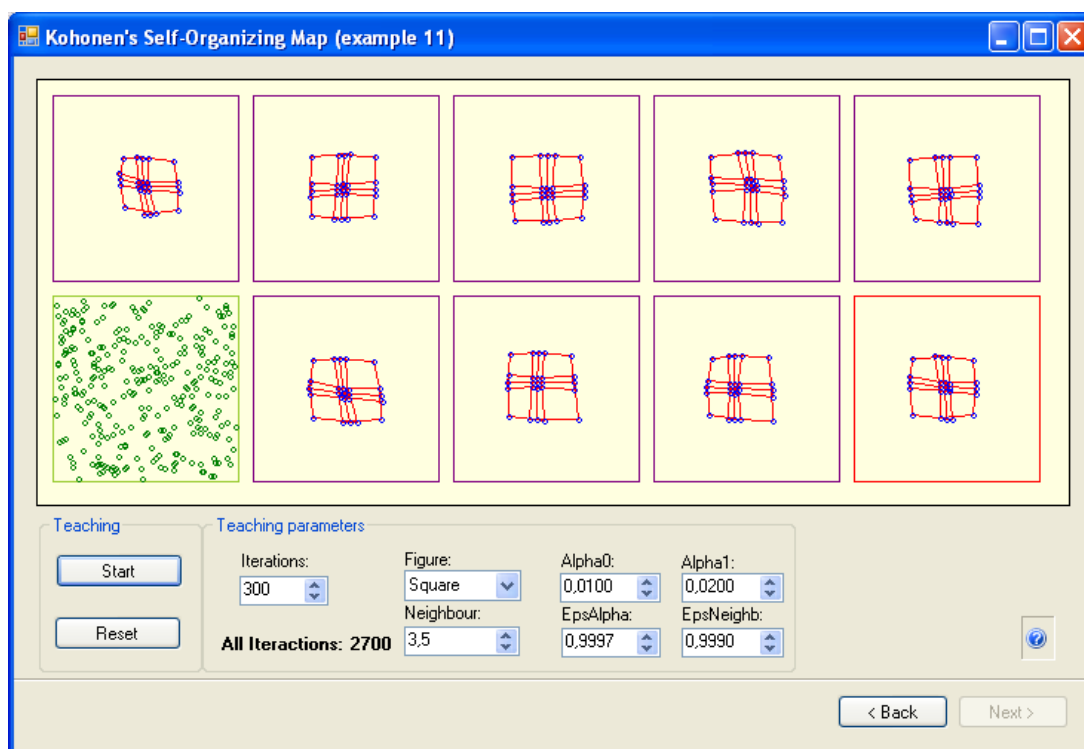 Kohonen's Self-Organizing Map (example 11)
Teaching
Start
Reset
Teaching parameters
Iterations:
300
All Iteractions: 2700
Figure:
Square
Neighbour:
3,5
Alpha0:
0,0100
EpsAlpha:
0,9997
Alpha1:
0,0200
EpsNeighb:
0,9990
?
< Back
Next >